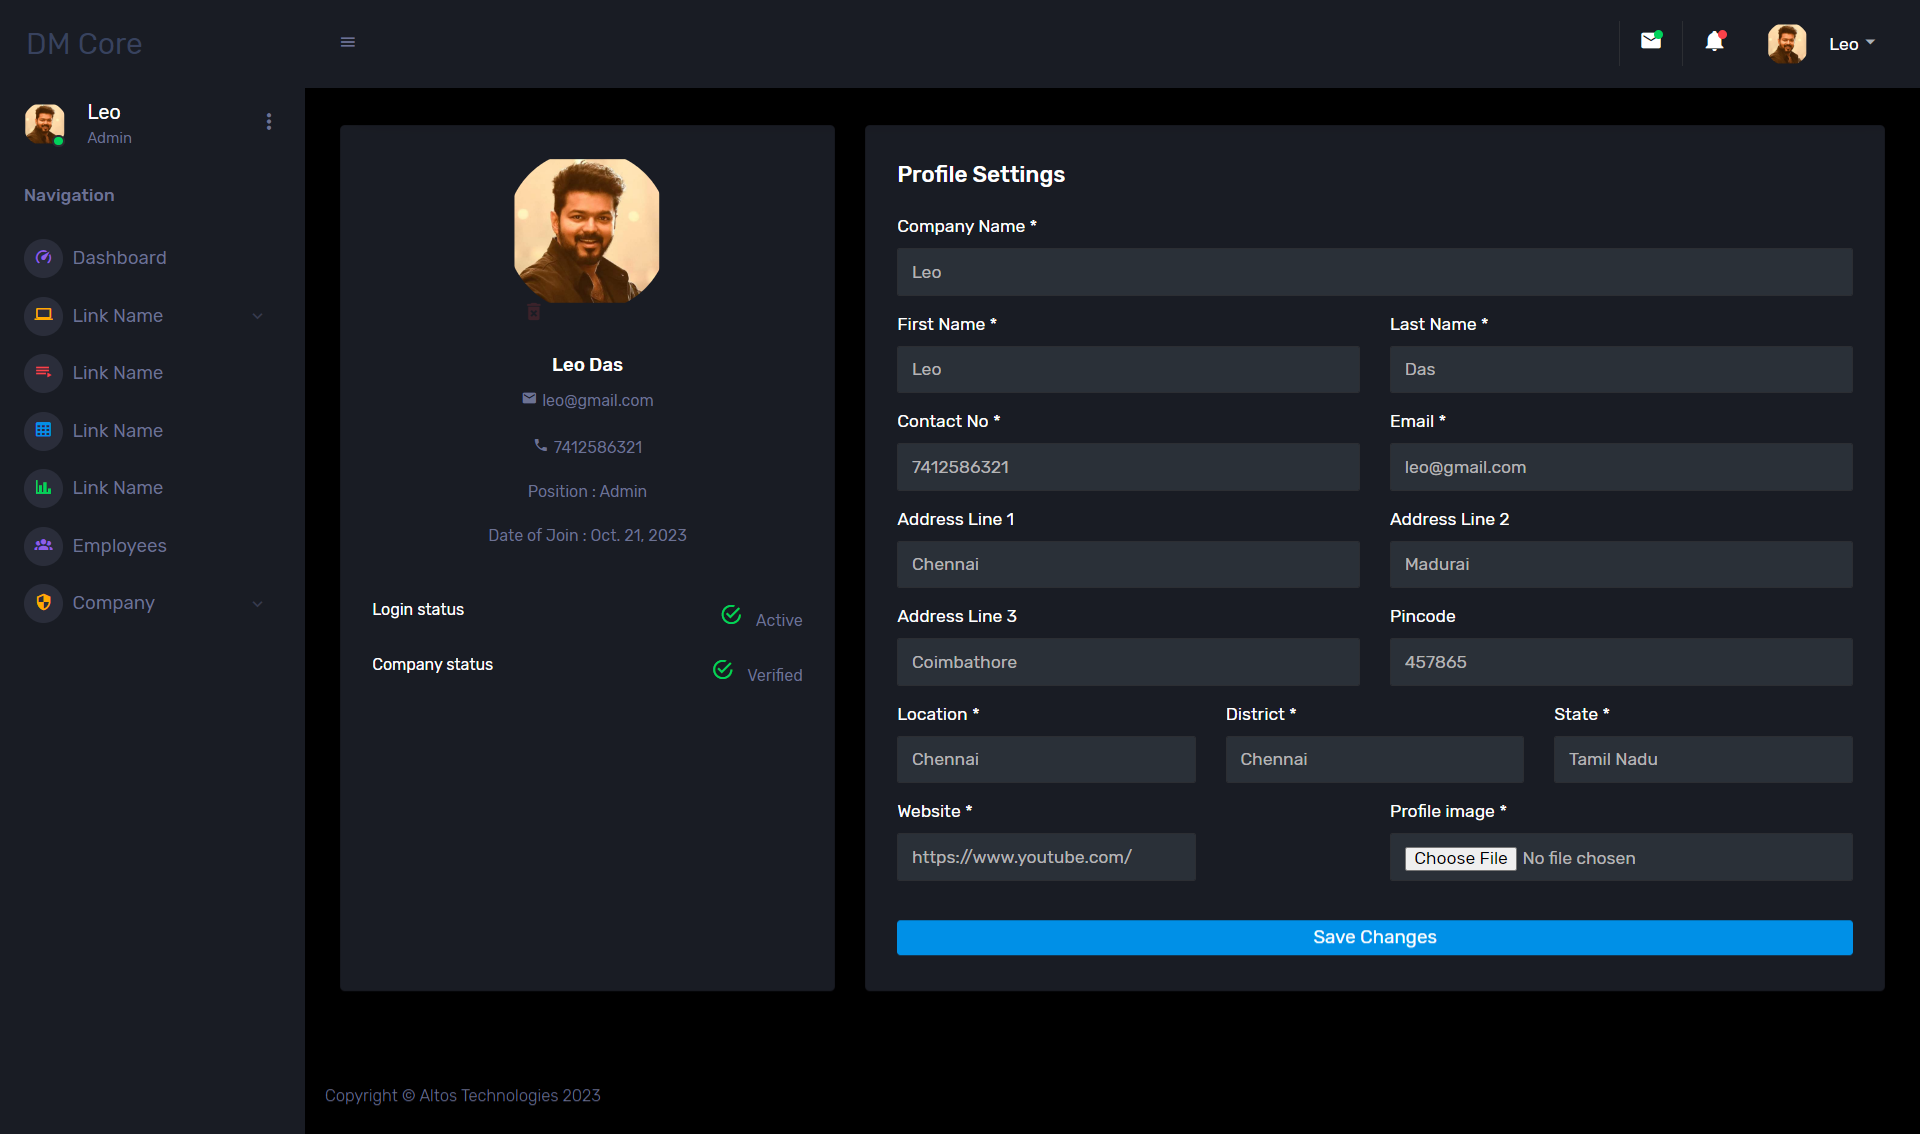 DM Core
Leo
Leo
Admin
Navigation
Dashboard
Link Name
Link Name
Link Name
Link Name
Employees
Company
Leo Das
leo@gmail.com
7412586321
Position : Admin
Date of Join : Oct. 21, 2023
Login status
Active
Company status
Verified
Profile Settings
Company Name *
Leo
First Name *
Last Name *
Leo
Das
Contact No *
Email *
7412586321
leo@gmail.com
Address Line 1
Address Line 2
Chennai
Madurai
Address Line 3
Pincode
Coimbathore
457865
Location *
District *
State *
Chennai
Chennai
Tamil Nadu
Website *
Profile image *
https://www.youtube.com/
Choose File No file chosen
Save Changes
Copyright © Altos Technologies 2023